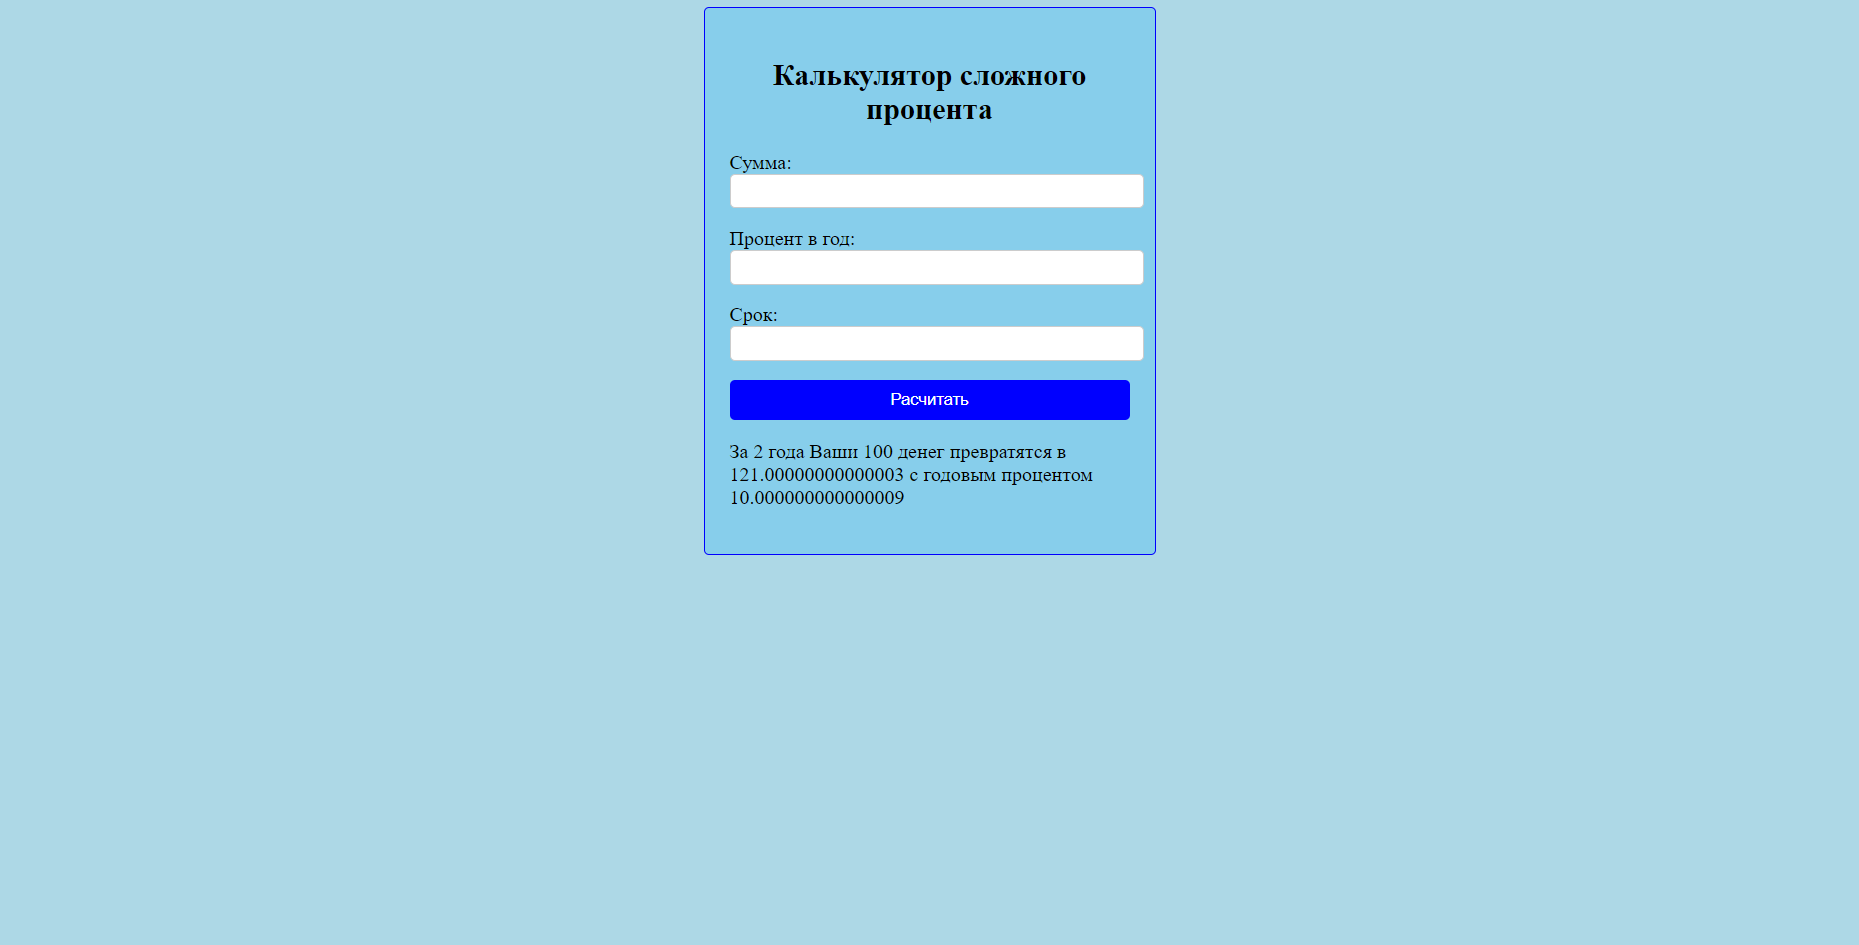 Калькулятор сложного
процента
Сумма:
Процент в год:
Срок:
Расчитать
За 2 года Ваши 100 денег превратятся в
121.00000000000003 с годовым процентом
10.000000000000009